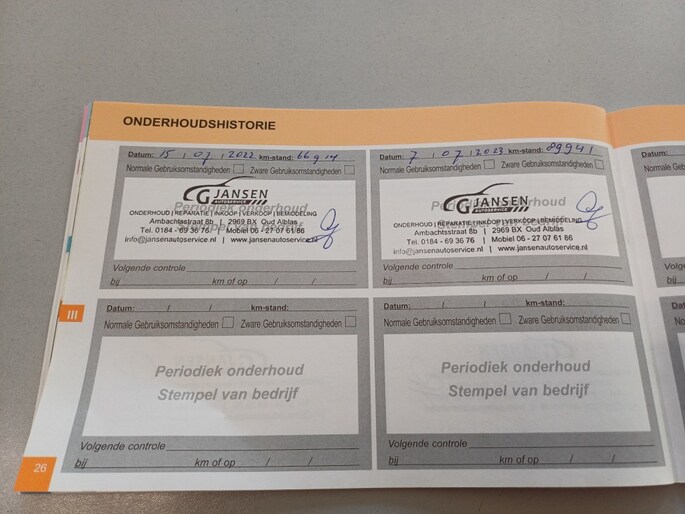 ONDERHOUDSHISTORIE
Datum: 15 / 07 / 2022 km-stand: 66914
Normale Gebruiksomstandigheden Zware Gebruiksomstandigheden
Periodiek onderhoud
G JANSEN
AUTOSERVICE
ONDERHOUD | REPARATIE | INKOOP | VERKOOP | REMODELING
Ambachtsstraat 8b | 2969 BX Oud Alblas
Tel. 0184 - 69 36 76 | Mobiel 06 - 27 07 61 86
info@jansenautoservice.nl | www.jansenautoservice.nl
Volgende controle
bij km of op / /
Datum: 7 / 07 / 2023 km-stand: 89941
Normale Gebruiksomstandigheden Zware Gebruiksomstandigheden
Periodiek onderhoud
G JANSEN
AUTOSERVICE
ONDERHOUD | REPARATIE | INKOOP | VERKOOP | REMODELING
Ambachtsstraat 8b | 2969 BX Oud Alblas
Tel. 0184 - 69 36 76 | Mobiel 06 - 27 07 61 86
info@jansenautoservice.nl | www.jansenautoservice.nl
Volgende controle
bij km of op / /
III
Datum: / / km-stand:
Normale Gebruiksomstandigheden Zware Gebruiksomstandigheden
Periodiek onderhoud
Stempel van bedrijf
Volgende controle
bij km of op / /
Datum: / / km-stand:
Normale Gebruiksomstandigheden Zware Gebruiksomstandigheden
Periodiek onderhoud
Stempel van bedrijf
Volgende controle
bij km of op / /
26